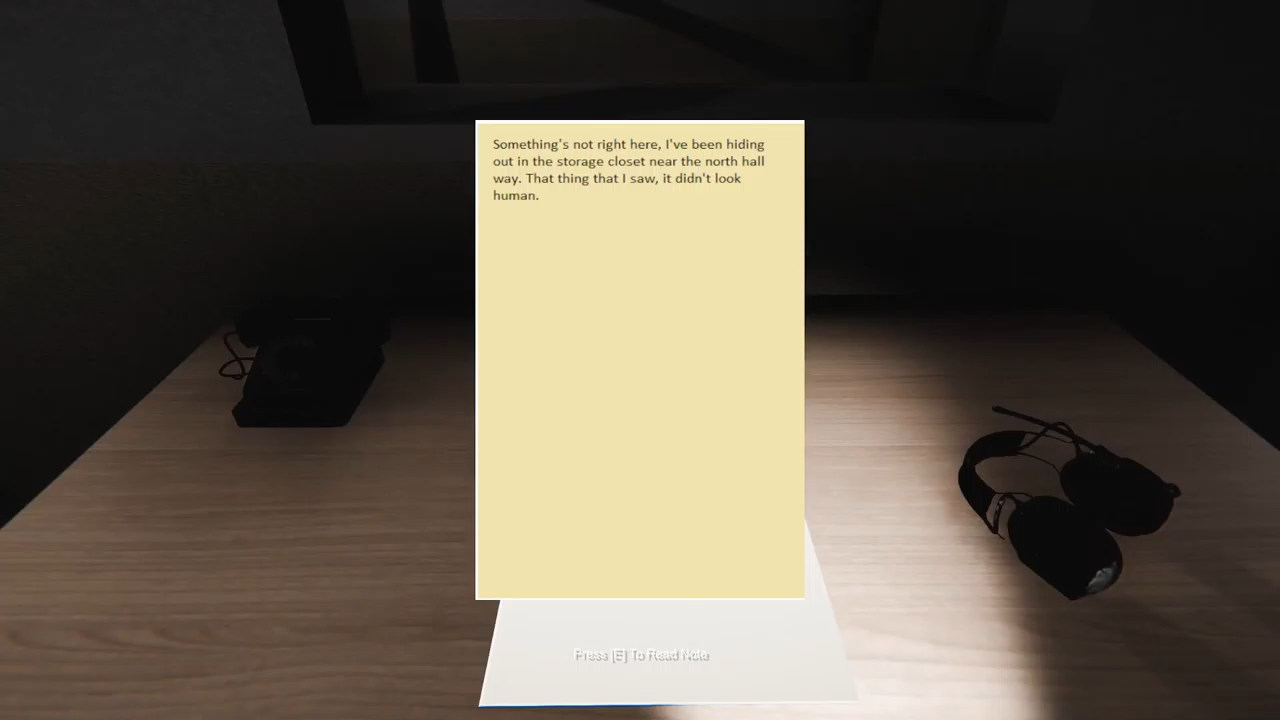 Something's not right here, I've been hiding
out in the storage closet near the north hall
way. That thing that I saw, it didn't look
human.
Press [E] To Read Note